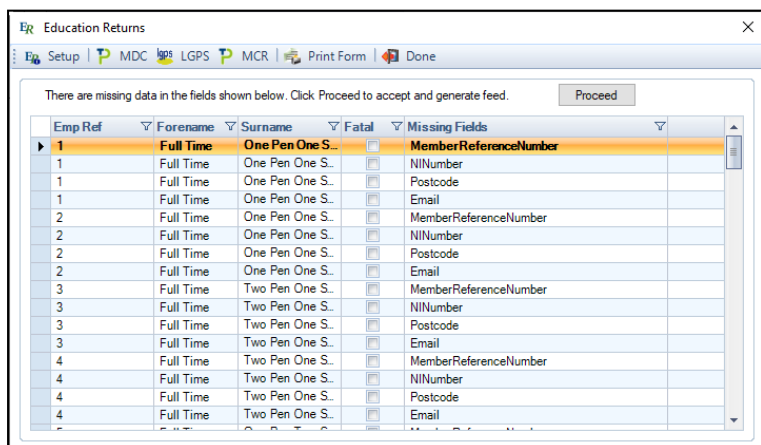 ER Education Returns
ER Setup TP MDC lgps LGPS TP MCR Print Form Done
There are missing data in the fields shown below. Click Proceed to accept and generate feed. Proceed
Emp Ref Forename Surname Fatal Missing Fields
1 Full Time One Pen One S... MemberReferenceNumber
1 Full Time One Pen One S... NINumber
1 Full Time One Pen One S... Postcode
1 Full Time One Pen One S... Email
2 Full Time One Pen One S... MemberReferenceNumber
2 Full Time One Pen One S... NINumber
2 Full Time One Pen One S... Postcode
2 Full Time One Pen One S... Email
3 Full Time Two Pen One S... MemberReferenceNumber
3 Full Time Two Pen One S... NINumber
3 Full Time Two Pen One S... Postcode
3 Full Time Two Pen One S... Email
4 Full Time Two Pen One S... MemberReferenceNumber
4 Full Time Two Pen One S... NINumber
4 Full Time Two Pen One S... Postcode
4 Full Time Two Pen One S... Email